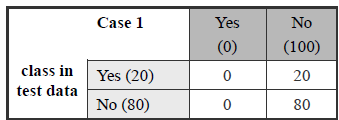 Case 1 Yes No
(0) (100)
class in
test data
Yes (20) 0 20
No (80) 0 80